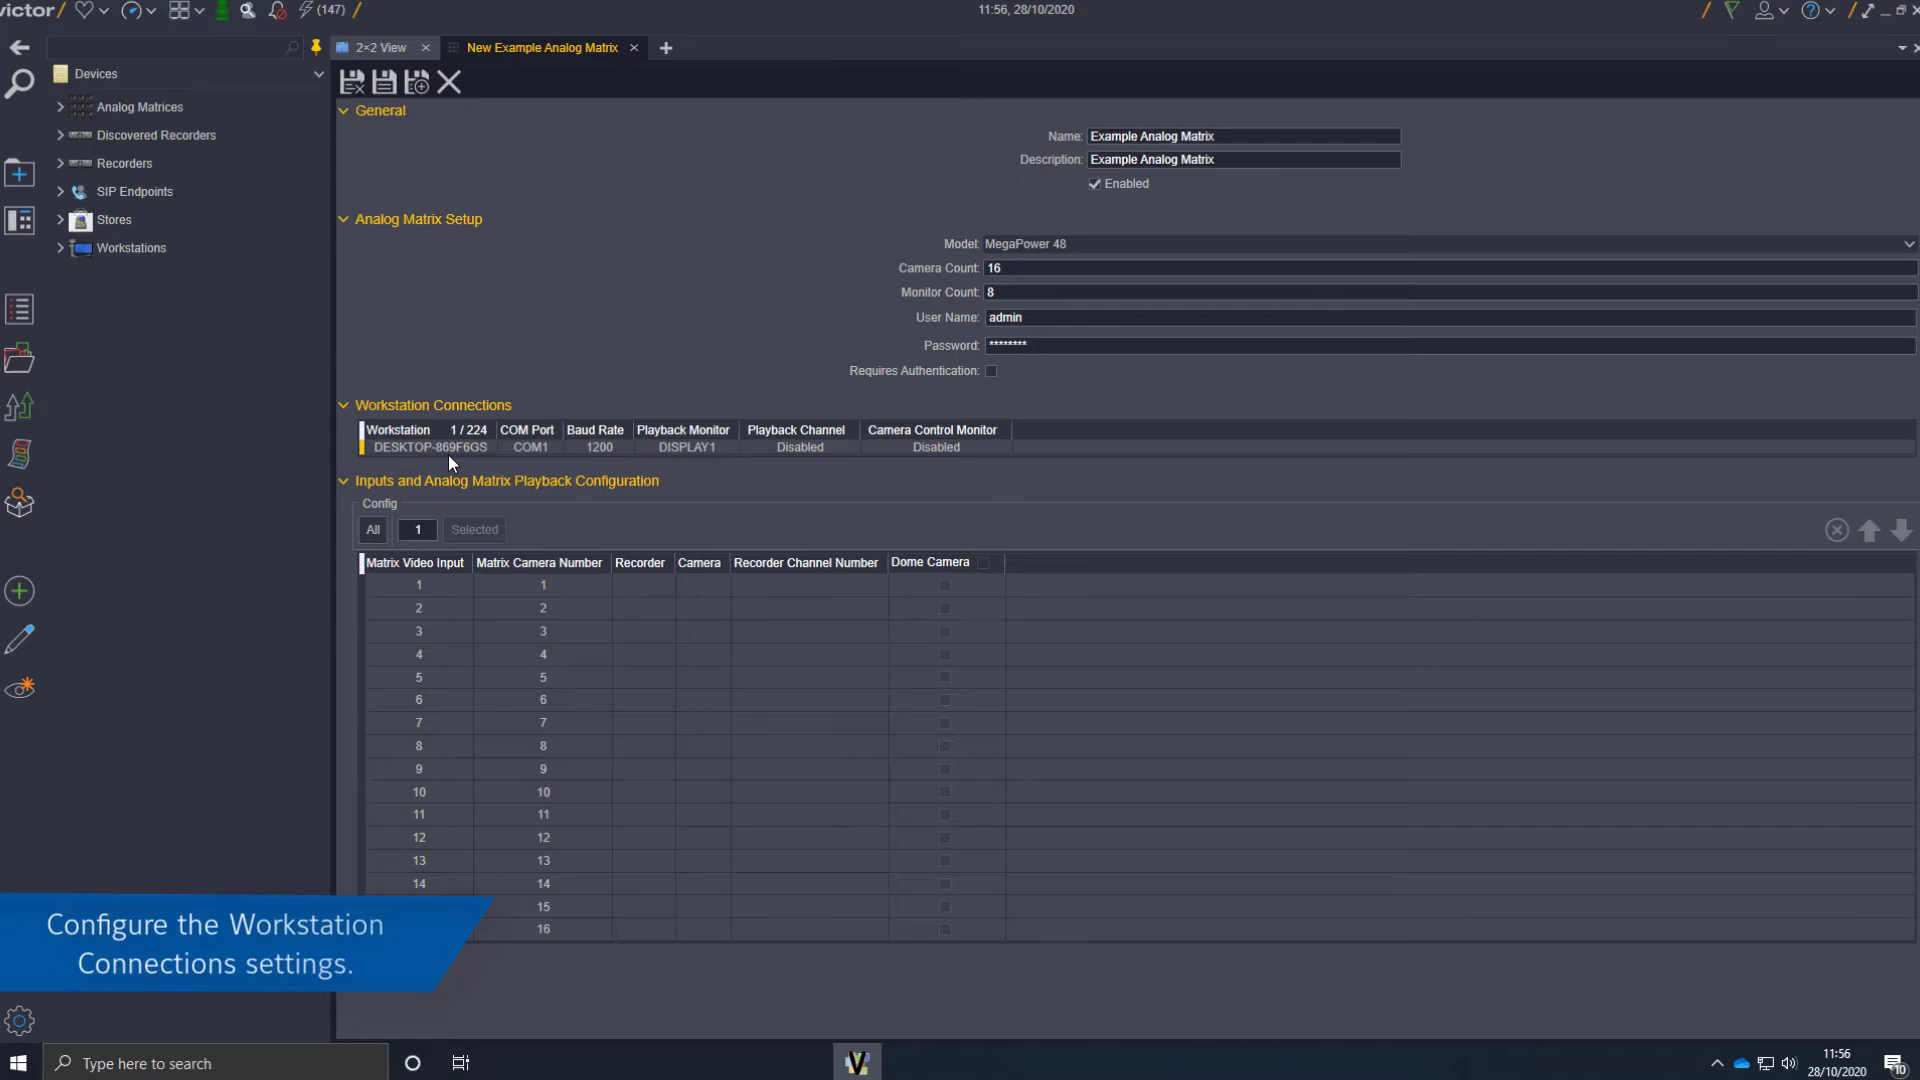 victor
(147)
11:56, 28/10/2020
2×2 View
New Example Analog Matrix
Devices
Analog Matrices
Discovered Recorders
Recorders
SIP Endpoints
Stores
Workstations
General
Name: Example Analog Matrix
Description: Example Analog Matrix
Enabled
Analog Matrix Setup
Model: MegaPower 48
Camera Count: 16
Monitor Count: 8
User Name: admin
Password: ********
Requires Authentication:
Workstation Connections
Workstation 1 / 224 COM Port Baud Rate Playback Monitor Playback Channel Camera Control Monitor
DESKTOP-869F6GS COM1 1200 DISPLAY1 Disabled Disabled
Inputs and Analog Matrix Playback Configuration
Config
All 1 Selected
Matrix Video Input Matrix Camera Number Recorder Camera Recorder Channel Number Dome Camera
1 1
2 2
3 3
4 4
5 5
6 6
7 7
8 8
9 9
10 10
11 11
12 12
13 13
14 14
15
16
Configure the Workstation
Connections settings.
Type here to search
V
11:56
28/10/2020
10